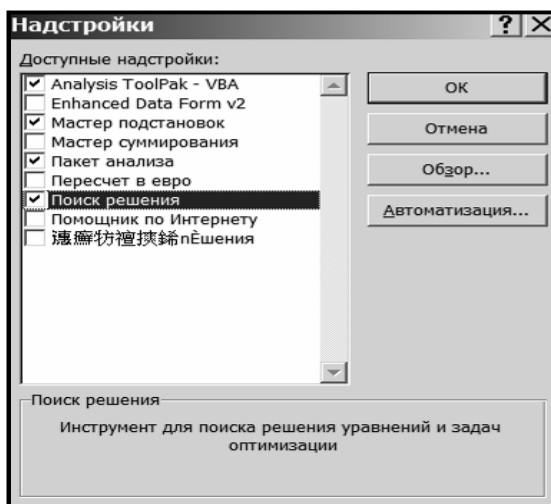 Надстройки
Доступные надстройки:
Analysis ToolPak - VBA
Enhanced Data Form v2
Мастер подстановок
Мастер суммирования
Пакет анализа
Пересчет в евро
Поиск решения
Помощник по Интернету
nЁшения
ОК
Отмена
Обзор...
Автоматизация...
Поиск решения
Инструмент для поиска решения уравнений и задач
оптимизации